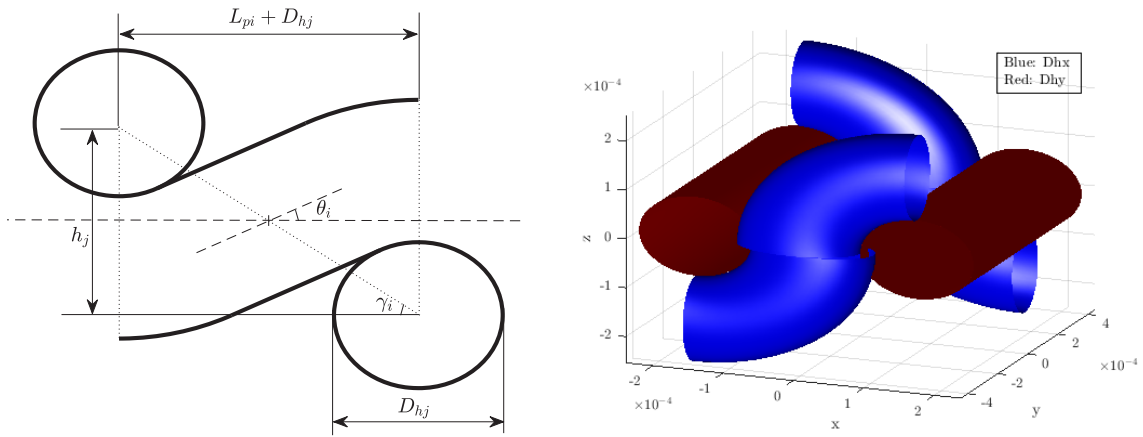 L_{pi} + D_{hj}
h_j
θ_i
γ_i
D_{hj}
Blue: Dhx
Red: Dhy
×10^{-4}
2
1
0
-1
-2
z
-2
-1
0
1
2
×10^{-4}
x
-4
-2
0
2
4
×10^{-4}
y